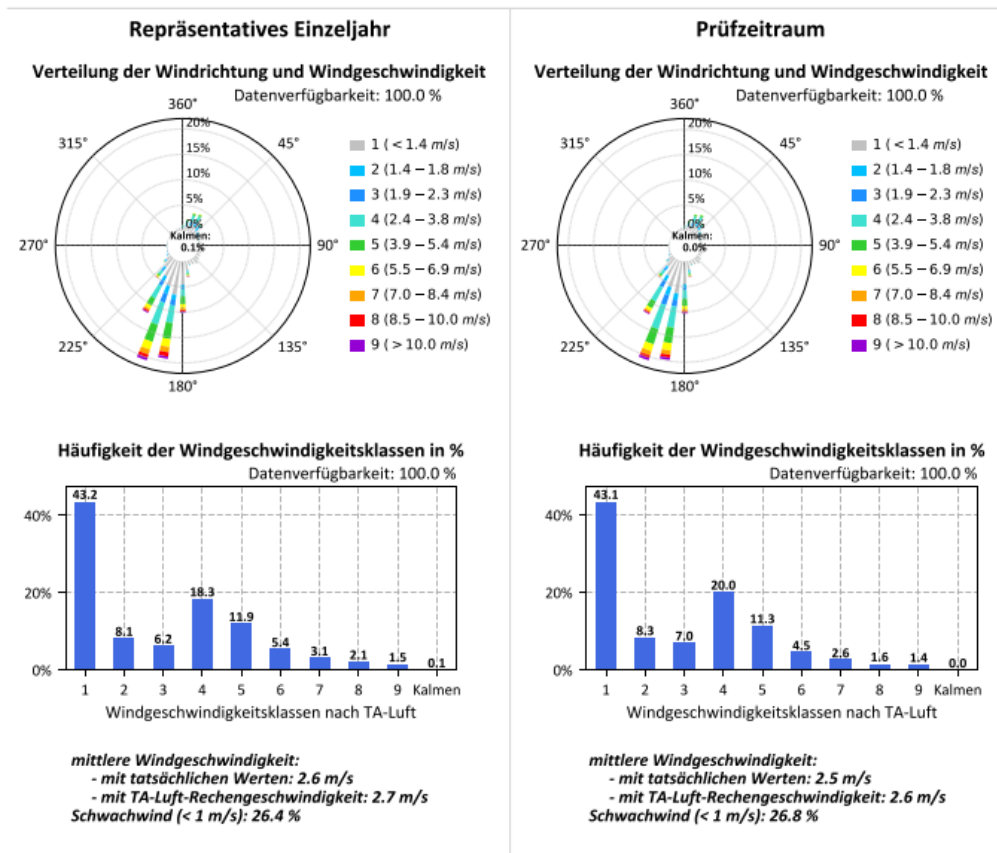 Repräsentatives Einzeljahr
Verteilung der Windrichtung und Windgeschwindigkeit
Datenverfügbarkeit: 100.0 %
360°
20%
315°
45°
15%
10%
5%
0%
Kalmen:
270°
0.1%
90°
225°
135°
180°
1 ( < 1.4 m/s)
2 (1.4 – 1.8 m/s)
3 (1.9 – 2.3 m/s)
4 (2.4 – 3.8 m/s)
5 (3.9 – 5.4 m/s)
6 (5.5 – 6.9 m/s)
7 (7.0 – 8.4 m/s)
8 (8.5 – 10.0 m/s)
9 ( > 10.0 m/s)
Häufigkeit der Windgeschwindigkeitsklassen in %
Datenverfügbarkeit: 100.0 %
40%
20%
0%
43.2
8.1
6.2
18.3
11.9
5.4
3.1
2.1
1.5
0.1
1 2 3 4 5 6 7 8 9 Kalmen
Windgeschwindigkeitsklassen nach TA-Luft
mittlere Windgeschwindigkeit:
- mit tatsächlichen Werten: 2.6 m/s
- mit TA-Luft-Rechengeschwindigkeit: 2.7 m/s
Schwachwind (< 1 m/s): 26.4 %
Prüfzeitraum
Verteilung der Windrichtung und Windgeschwindigkeit
Datenverfügbarkeit: 100.0 %
360°
20%
315°
45°
15%
10%
5%
0%
Kalmen:
270°
0.0%
90°
225°
135°
180°
1 ( < 1.4 m/s)
2 (1.4 – 1.8 m/s)
3 (1.9 – 2.3 m/s)
4 (2.4 – 3.8 m/s)
5 (3.9 – 5.4 m/s)
6 (5.5 – 6.9 m/s)
7 (7.0 – 8.4 m/s)
8 (8.5 – 10.0 m/s)
9 ( > 10.0 m/s)
Häufigkeit der Windgeschwindigkeitsklassen in %
Datenverfügbarkeit: 100.0 %
40%
20%
0%
43.1
8.3
7.0
20.0
11.3
4.5
2.6
1.6
1.4
0.0
1 2 3 4 5 6 7 8 9 Kalmen
Windgeschwindigkeitsklassen nach TA-Luft
mittlere Windgeschwindigkeit:
- mit tatsächlichen Werten: 2.5 m/s
- mit TA-Luft-Rechengeschwindigkeit: 2.6 m/s
Schwachwind (< 1 m/s): 26.8 %